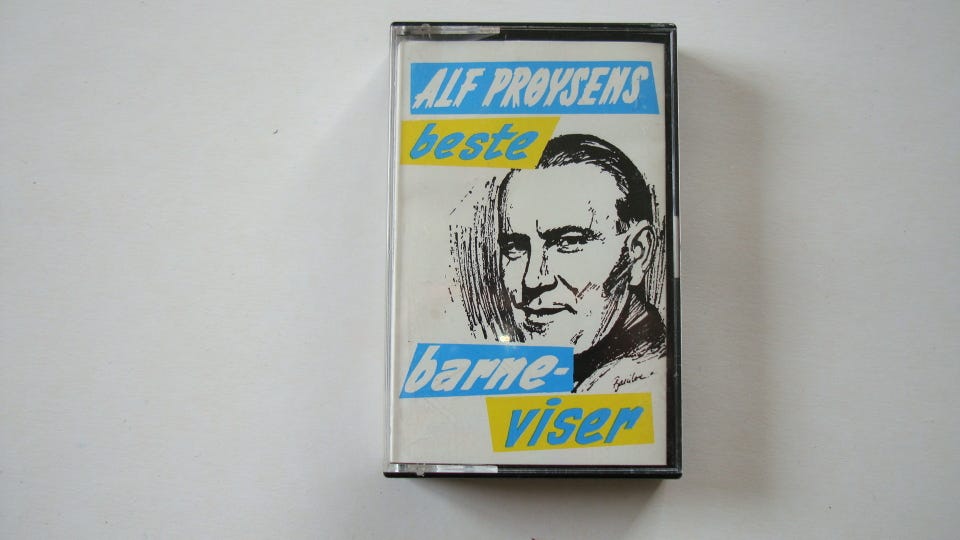 ALF PRØYSENS
beste
barne-
viser